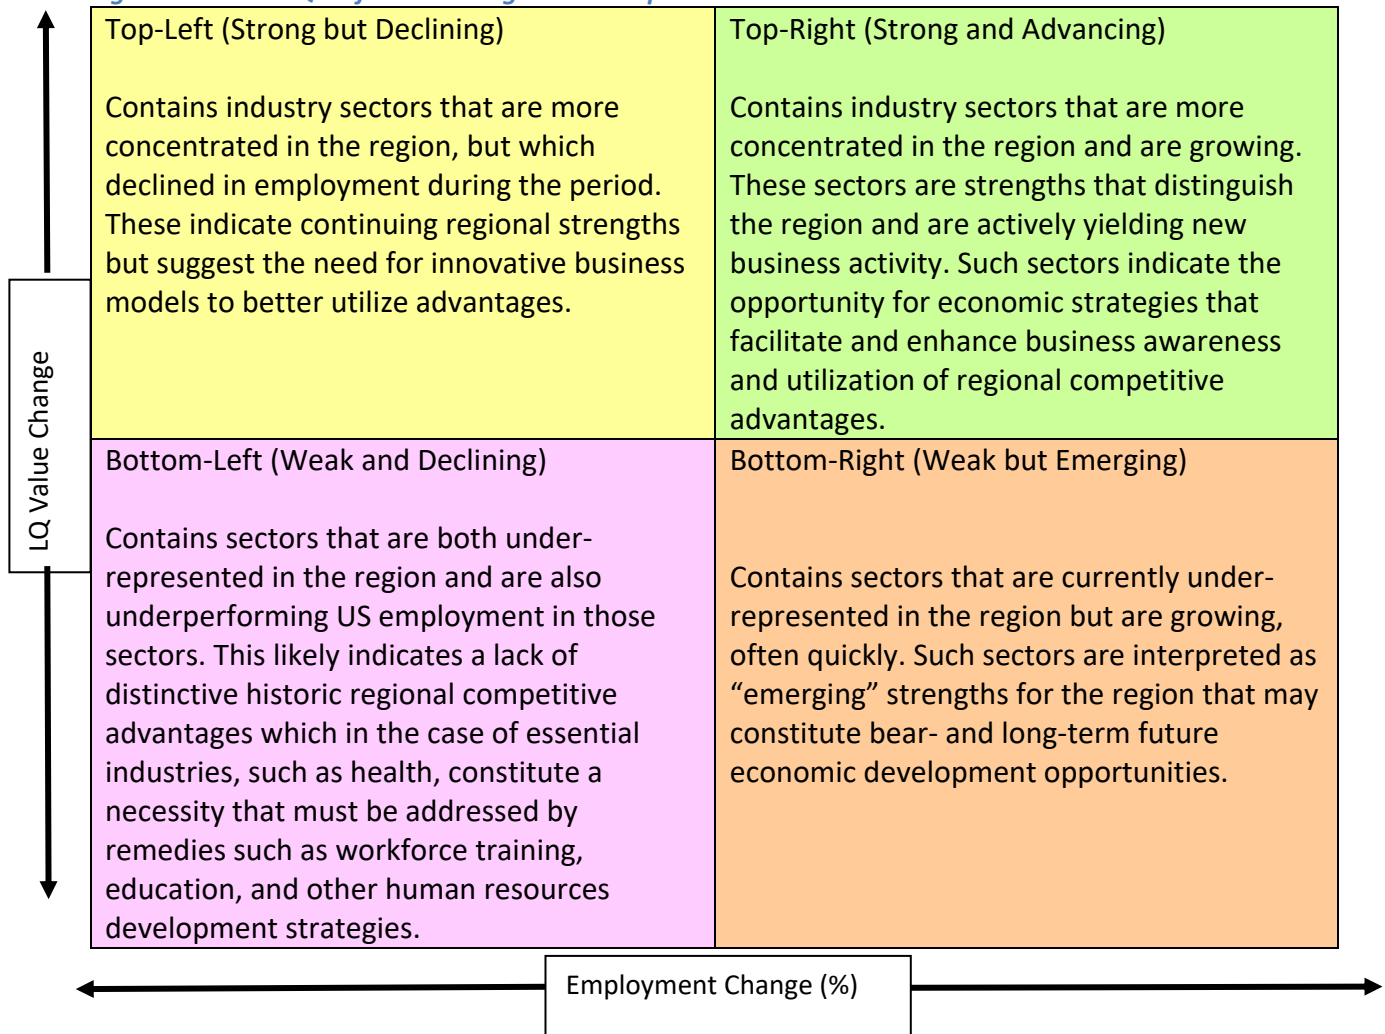 Top-Left (Strong but Declining)
Contains industry sectors that are more
concentrated in the region, but which
declined in employment during the period.
These indicate continuing regional strengths
but suggest the need for innovative business
models to better utilize advantages.
Top-Right (Strong and Advancing)
Contains industry sectors that are more
concentrated in the region and are growing.
These sectors are strengths that distinguish
the region and are actively yielding new
business activity. Such sectors indicate the
opportunity for economic strategies that
facilitate and enhance business awareness
and utilization of regional competitive
advantages.
LQ Value Change
Bottom-Left (Weak and Declining)
Contains sectors that are both under-
represented in the region and are also
underperforming US employment in those
sectors. This likely indicates a lack of
distinctive historic regional competitive
advantages which in the case of essential
industries, such as health, constitute a
necessity that must be addressed by
remedies such as workforce training,
education, and other human resources
development strategies.
Bottom-Right (Weak but Emerging)
Contains sectors that are currently under-
represented in the region but are growing,
often quickly. Such sectors are interpreted as
“emerging” strengths for the region that may
constitute bear- and long-term future
economic development opportunities.
Employment Change (%)